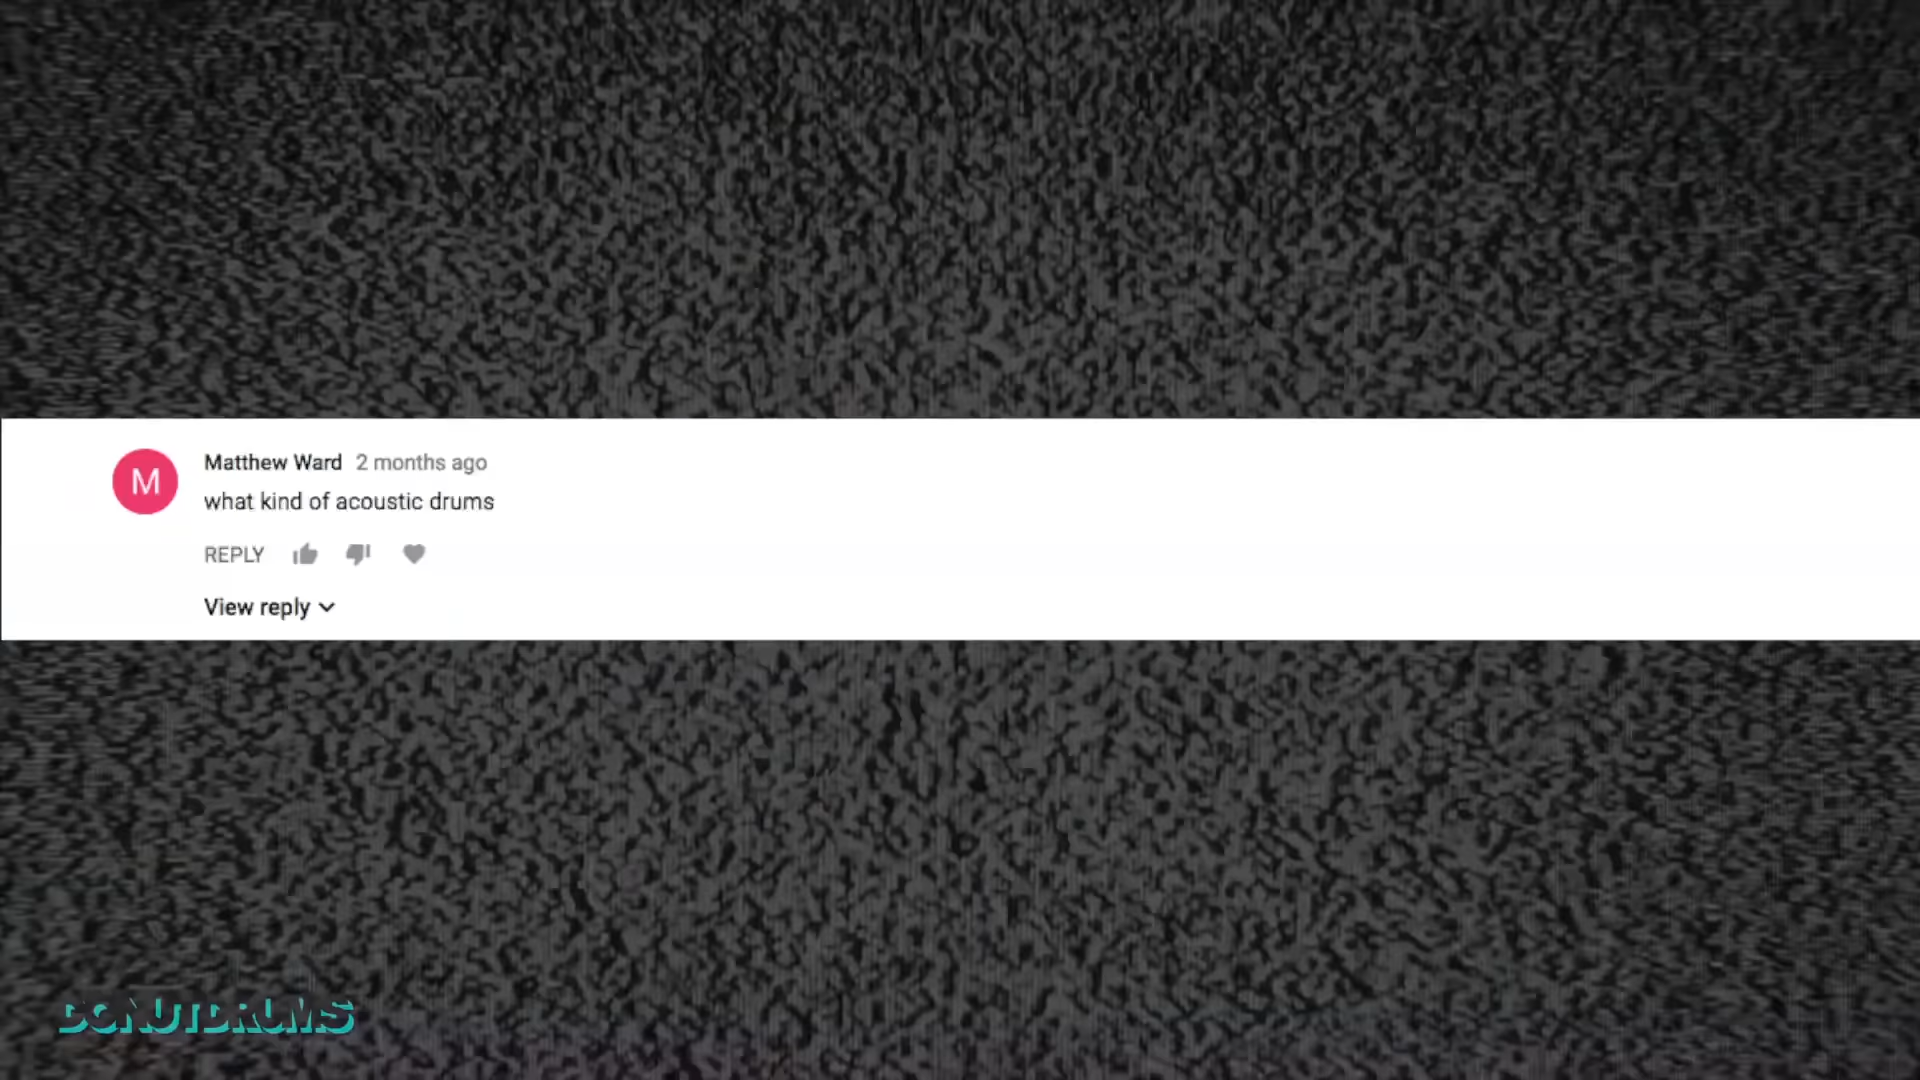 Matthew Ward 2 months ago
M
what kind of acoustic drums
REPLY
View reply
DONUTDRUMS